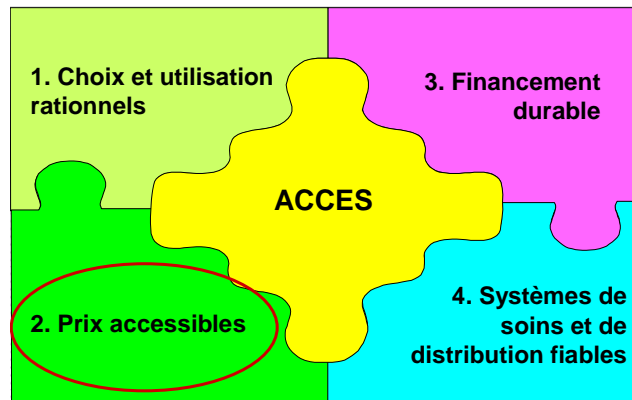 1. Choix et utilisation
rationnels
3. Financement
durable
ACCES
2. Prix accessibles
4. Systèmes de
soins et de
distribution fiables